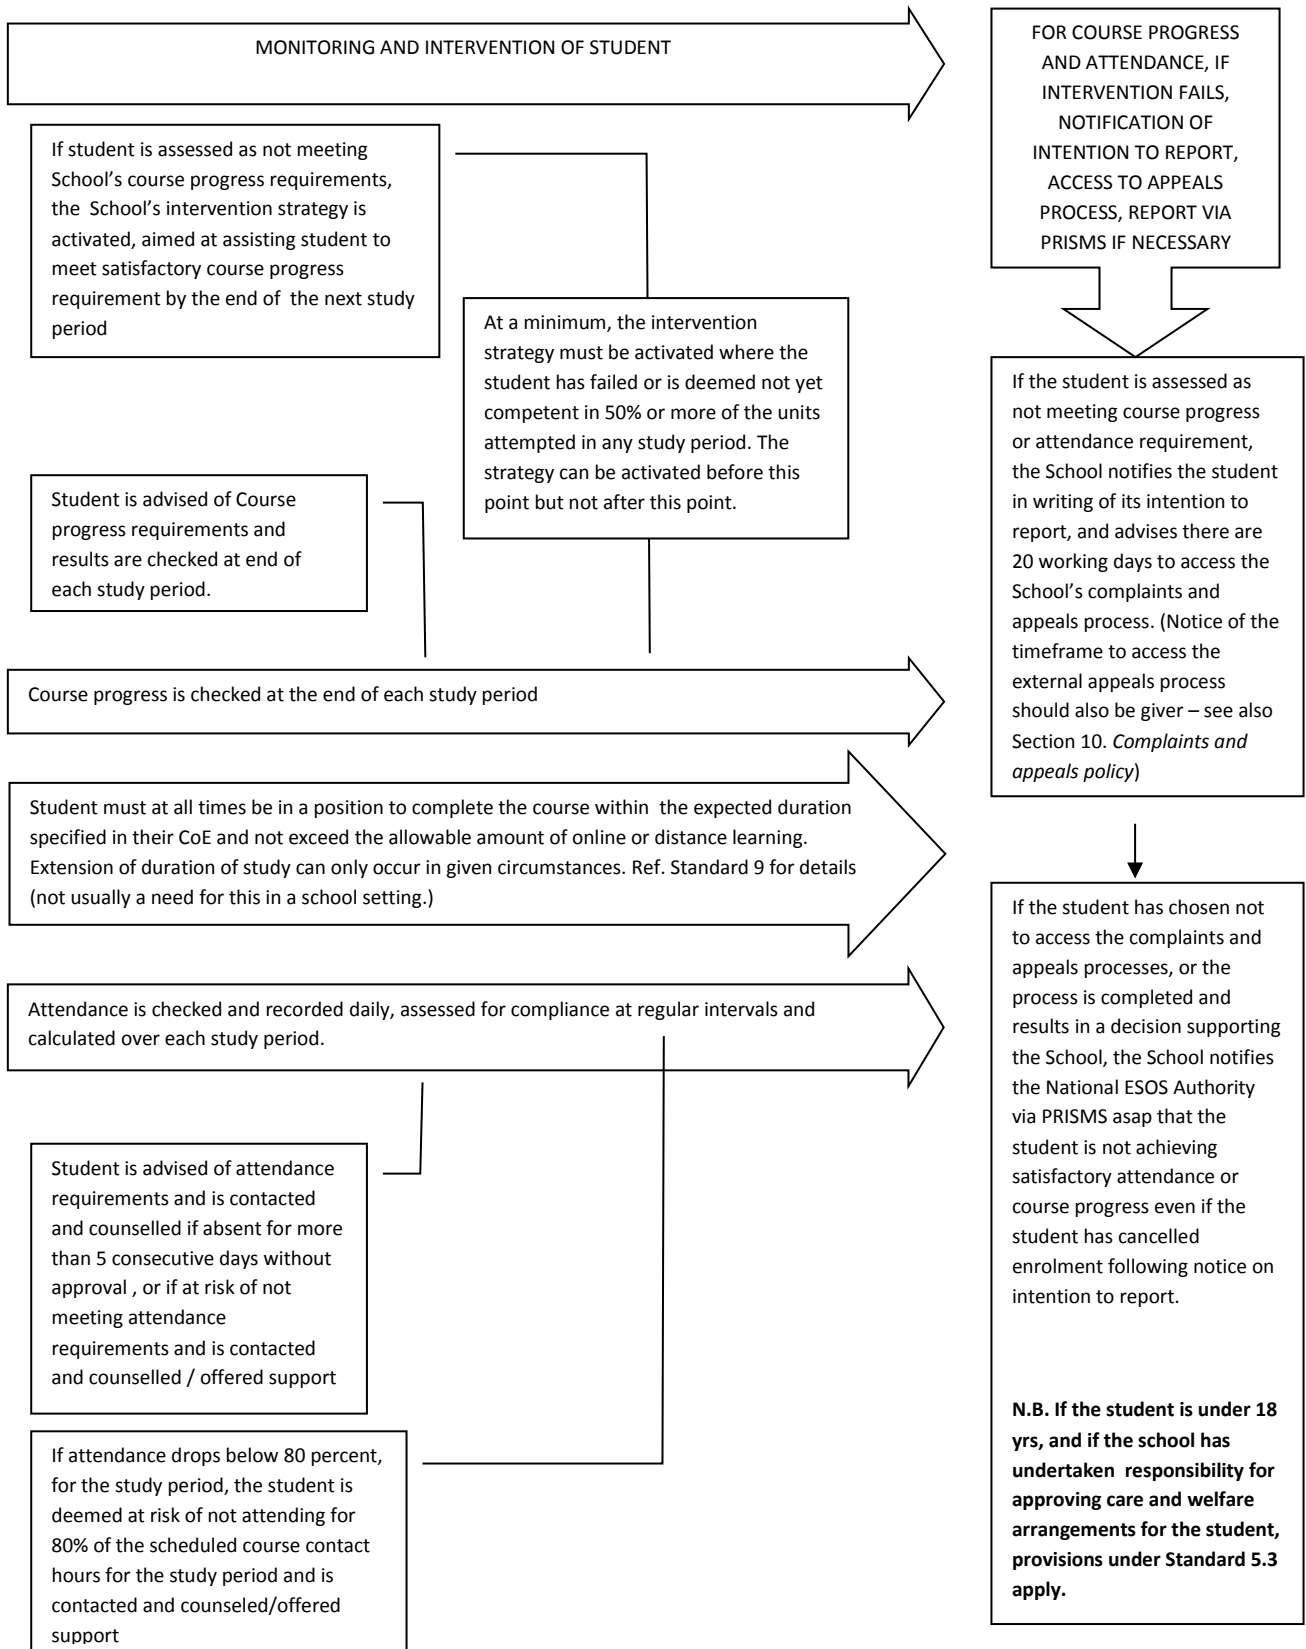 MONITORING AND INTERVENTION OF STUDENT
If student is assessed as not meeting
School’s course progress requirements,
the School’s intervention strategy is
activated, aimed at assisting student to
meet satisfactory course progress
requirement by the end of the next study
period
At a minimum, the intervention
strategy must be activated where the
student has failed or is deemed not yet
competent in 50% or more of the units
attempted in any study period. The
strategy can be activated before this
point but not after this point.
Student is advised of Course
progress requirements and
results are checked at end of
each study period.
Course progress is checked at the end of each study period
Student must at all times be in a position to complete the course within the expected duration
specified in their CoE and not exceed the allowable amount of online or distance learning.
Extension of duration of study can only occur in given circumstances. Ref. Standard 9 for details
(not usually a need for this in a school setting.)
Attendance is checked and recorded daily, assessed for compliance at regular intervals and
calculated over each study period.
Student is advised of attendance
requirements and is contacted
and counselled if absent for more
than 5 consecutive days without
approval , or if at risk of not
meeting attendance
requirements and is contacted
and counselled / offered support
If attendance drops below 80 percent,
for the study period, the student is
deemed at risk of not attending for
80% of the scheduled course contact
hours for the study period and is
contacted and counseled/offered
support
FOR COURSE PROGRESS
AND ATTENDANCE, IF
INTERVENTION FAILS,
NOTIFICATION OF
INTENTION TO REPORT,
ACCESS TO APPEALS
PROCESS, REPORT VIA
PRISMS IF NECESSARY
If the student is assessed as
not meeting course progress
or attendance requirement,
the School notifies the student
in writing of its intention to
report, and advises there are
20 working days to access the
School’s complaints and
appeals process. (Notice of the
timeframe to access the
external appeals process
should also be giver – see also
Section 10. Complaints and
appeals policy)
If the student has chosen not
to access the complaints and
appeals processes, or the
process is completed and
results in a decision supporting
the School, the School notifies
the National ESOS Authority
via PRISMS asap that the
student is not achieving
satisfactory attendance or
course progress even if the
student has cancelled
enrolment following notice on
intention to report.
N.B. If the student is under 18
yrs, and if the school has
undertaken responsibility for
approving care and welfare
arrangements for the student,
provisions under Standard 5.3
apply.